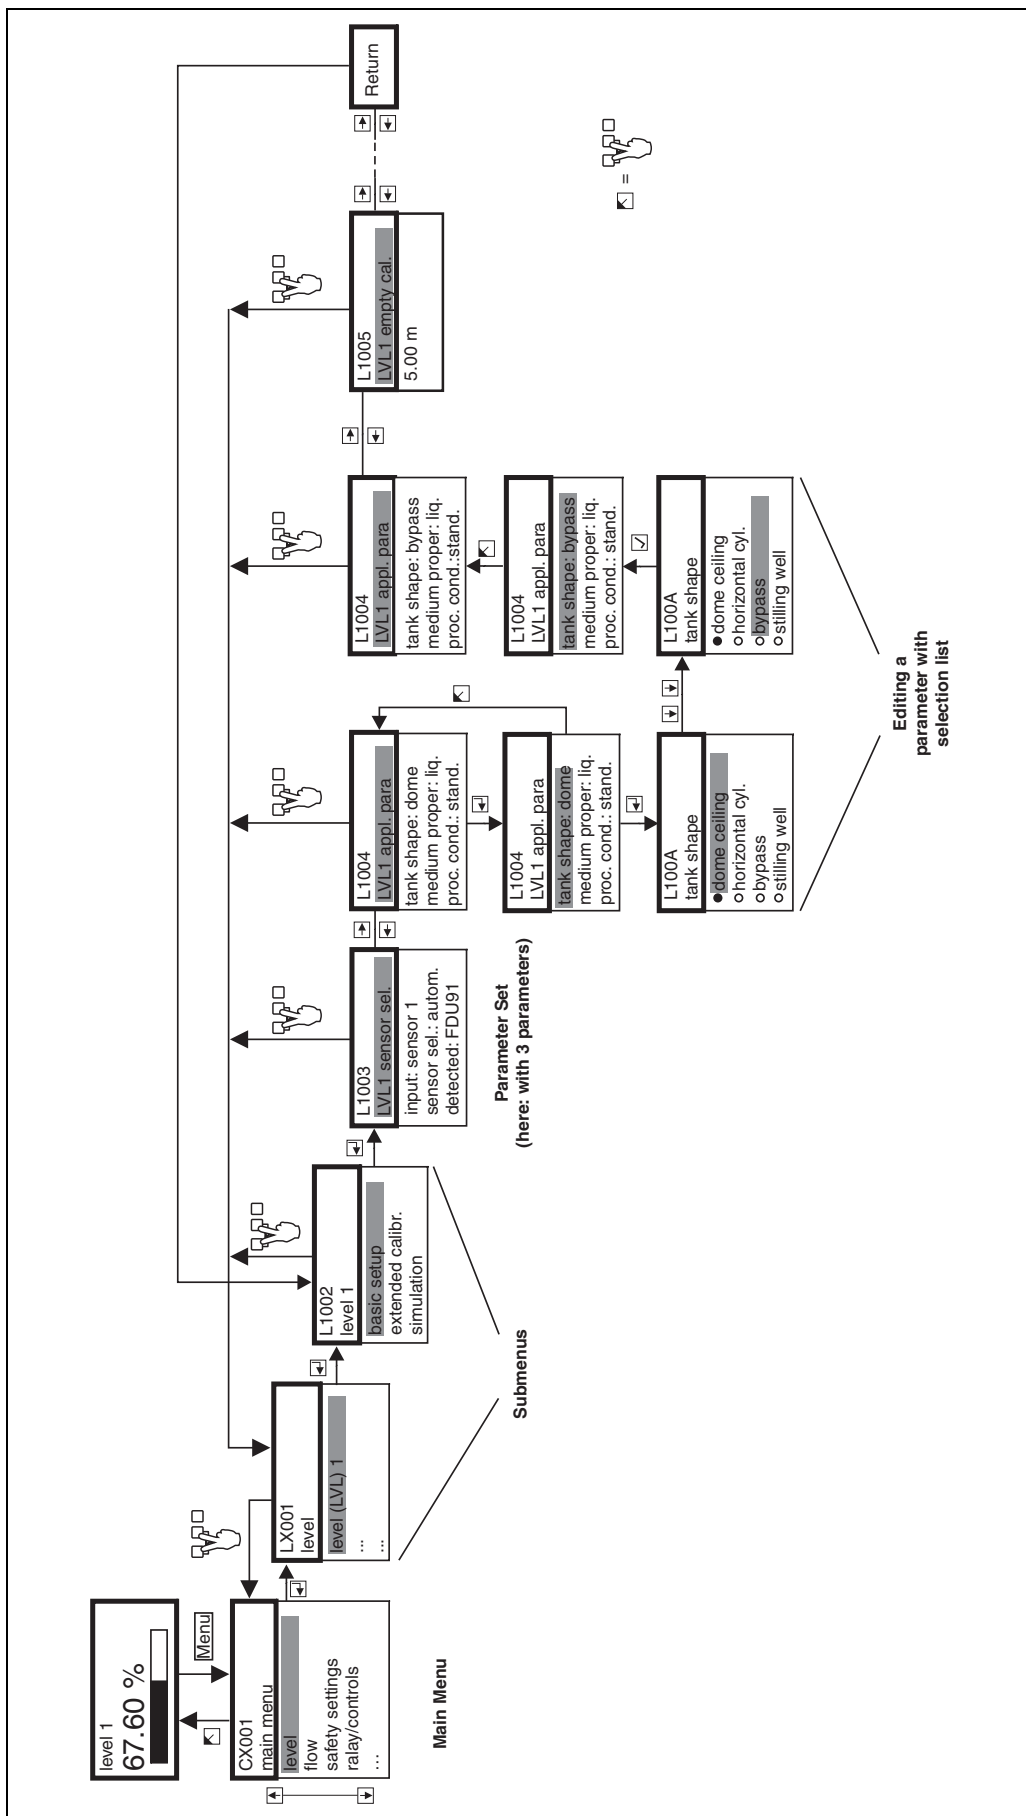 level 1
67.60 %
Menu
CX001
main menu
level
flow
safety settings
ralay/controls
...
Main Menu
LX001
level
level (LVL) 1
...
...
L1002
level 1
basic setup
extended calibr.
simulation
Submenus
L1003
LVL1 sensor sel.
input: sensor 1
sensor sel.: autom.
detected: FDU91
Parameter Set
(here: with 3 parameters)
L1004
LVL1 appl. para
tank shape: dome
medium proper: liq.
proc. cond.: stand.
L1004
LVL1 appl. para
tank shape: dome
medium proper: liq.
proc. cond.: stand.
L100A
tank shape
dome ceiling
horizontal cyl.
bypass
stilling well
L1004
LVL1 appl. para
tank shape: bypass
medium proper: liq.
proc. cond.:stand.
L1004
LVL1 appl. para
tank shape: bypass
medium proper: liq.
proc. cond.: stand.
L100A
tank shape
dome ceiling
horizontal cyl.
bypass
stilling well
Editing a
parameter with
selection list
L1005
LVL1 empty cal.
5.00 m
Return
=